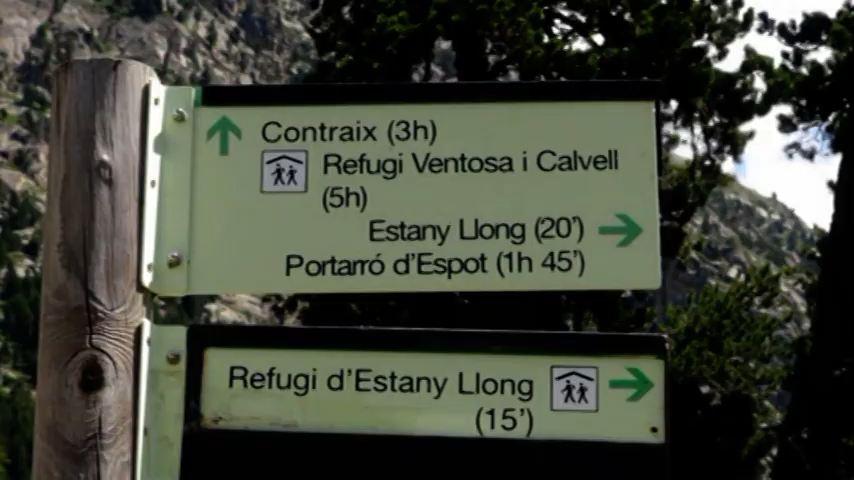 Contraix (3h)
Refugi Ventosa i Calvell
(5h)
Estany Llong (20')
Portarró d'Espot (1h 45')
Refugi d'Estany Llong
(15')